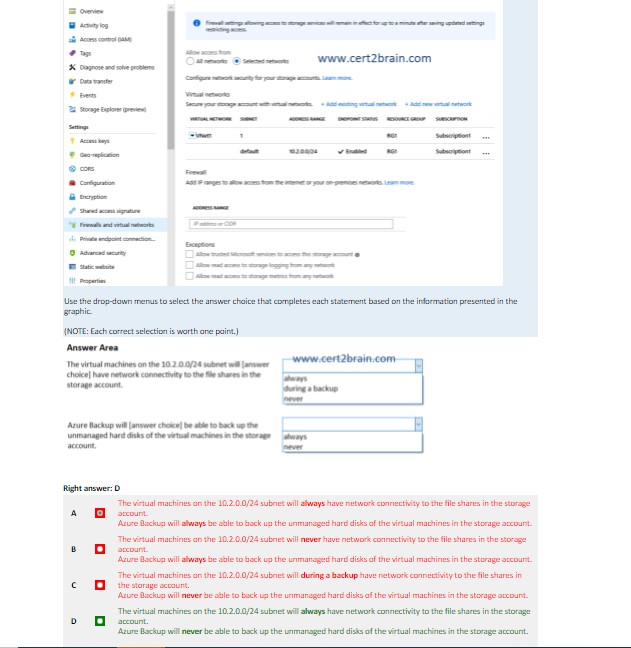 Overview
Activity log
Access control (IAM)
Tags
Diagnose and solve problems
Data transfer
Events
Storage Explorer (preview)
Settings
Access keys
Geo-replication
CORS
Configuration
Encryption
Shared access signature
Firewalls and virtual networks
Private endpoint connection...
Advanced security
Static website
Properties
Firewall settings allowing access to storage services will remain in effect for up to a minute after saving updated settings
restricting access.
Allow access from
All networks Selected networks
www.cert2brain.com
Configure network security for your storage accounts. Learn more.
Virtual networks
Secure your storage account with virtual networks. + Add existing virtual network + Add new virtual network
VIRTUAL NETWORK SUBNET ADDRESS RANGE ENDPOINT STATUS RESOURCE GROUP SUBSCRIPTION
VNet1 1 RG1 Subscription1 ...
default 10.2.0.0/24 ✓ Enabled RG1 Subscription1 ...
Firewall
Add IP ranges to allow access from the internet or your on-premises networks. Learn more.
ADDRESS RANGE
IP address or CIDR
Exceptions
Allow trusted Microsoft services to access this storage account
Allow read access to storage logging from any network
Allow read access to storage metrics from any network
Use the drop-down menus to select the answer choice that completes each statement based on the information presented in the
graphic.
(NOTE: Each correct selection is worth one point.)
Answer Area
The virtual machines on the 10.2.0.0/24 subnet will [answer
choice] have network connectivity to the file shares in the
storage account.
www.cert2brain.com
always
during a backup
never
Azure Backup will [answer choice] be able to back up the
unmanaged hard disks of the virtual machines in the storage
account.
always
never
Right answer: D
A
The virtual machines on the 10.2.0.0/24 subnet will always have network connectivity to the file shares in the storage
account.
Azure Backup will always be able to back up the unmanaged hard disks of the virtual machines in the storage account.
B
The virtual machines on the 10.2.0.0/24 subnet will never have network connectivity to the file shares in the storage
account.
Azure Backup will always be able to back up the unmanaged hard disks of the virtual machines in the storage account.
C
The virtual machines on the 10.2.0.0/24 subnet will during a backup have network connectivity to the file shares in
the storage account.
Azure Backup will never be able to back up the unmanaged hard disks of the virtual machines in the storage account.
D
The virtual machines on the 10.2.0.0/24 subnet will always have network connectivity to the file shares in the storage
account.
Azure Backup will never be able to back up the unmanaged hard disks of the virtual machines in the storage account.